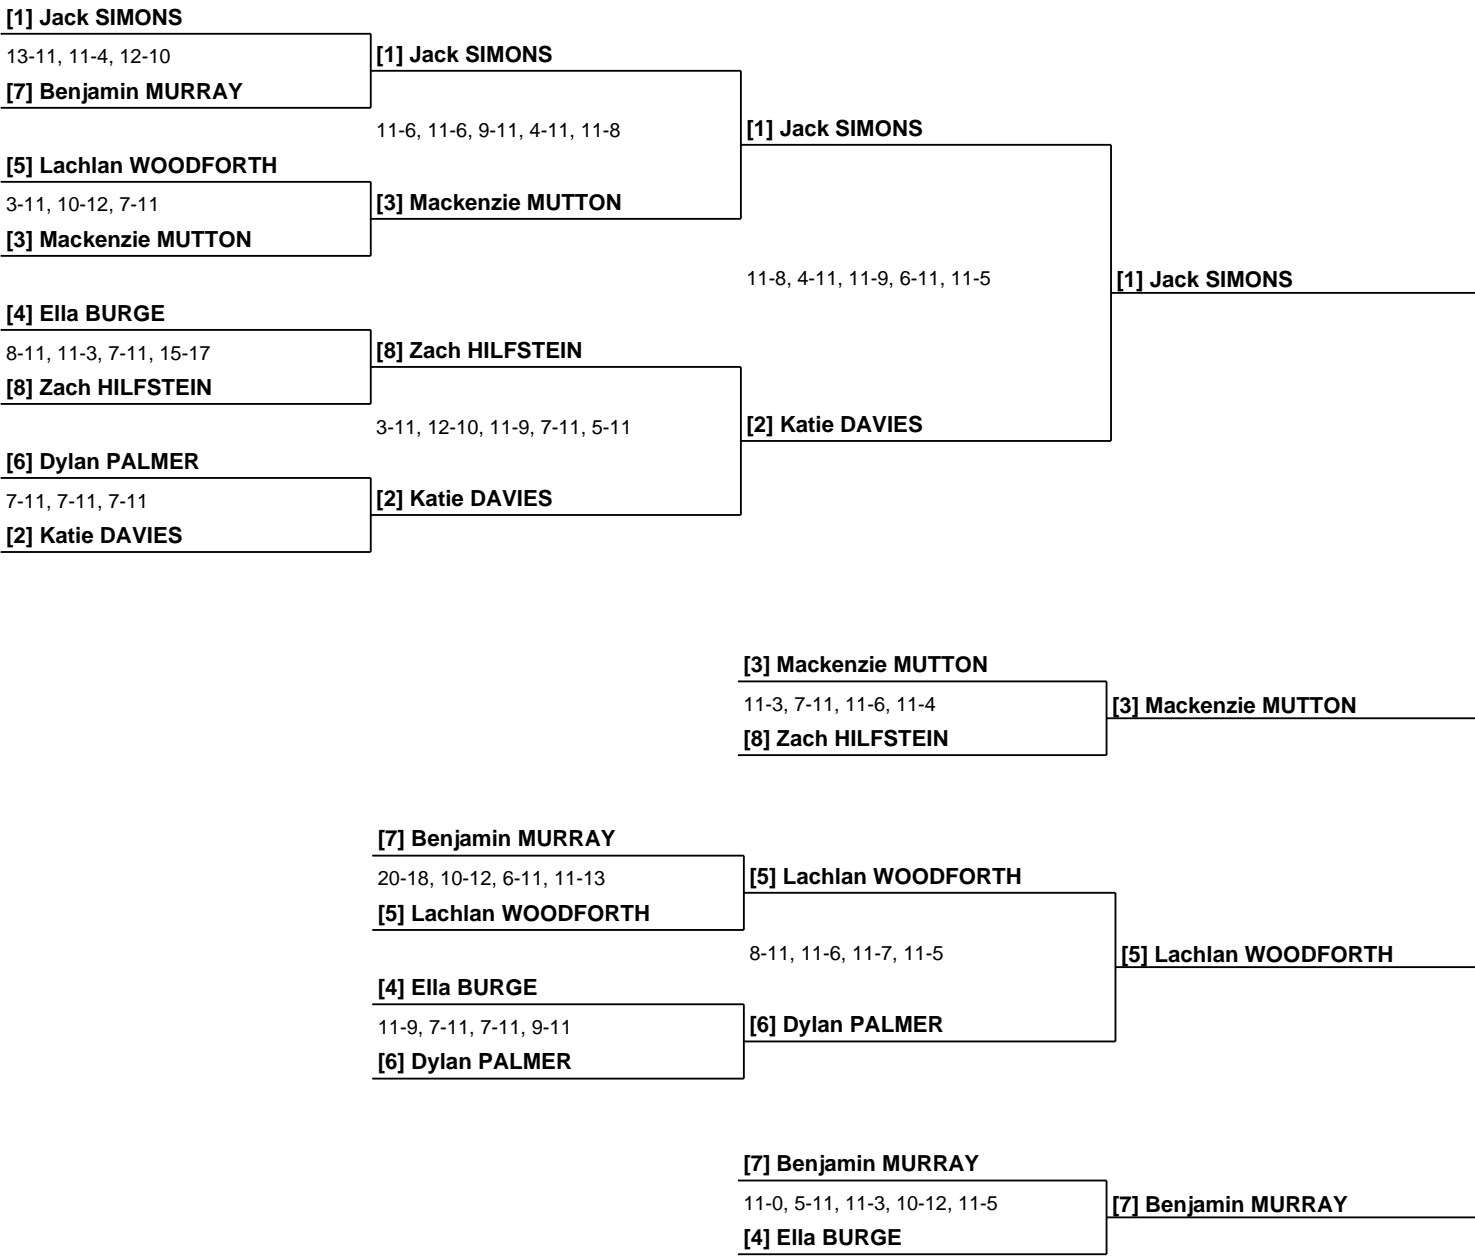 [1] Jack SIMONS
13-11, 11-4, 12-10
[1] Jack SIMONS
[7] Benjamin MURRAY
11-6, 11-6, 9-11, 4-11, 11-8
[1] Jack SIMONS
[5] Lachlan WOODFORTH
3-11, 10-12, 7-11
[3] Mackenzie MUTTON
[3] Mackenzie MUTTON
11-8, 4-11, 11-9, 6-11, 11-5
[1] Jack SIMONS
[4] Ella BURGE
8-11, 11-3, 7-11, 15-17
[8] Zach HILFSTEIN
[8] Zach HILFSTEIN
3-11, 12-10, 11-9, 7-11, 5-11
[2] Katie DAVIES
[6] Dylan PALMER
7-11, 7-11, 7-11
[2] Katie DAVIES
[2] Katie DAVIES
[3] Mackenzie MUTTON
11-3, 7-11, 11-6, 11-4
[3] Mackenzie MUTTON
[8] Zach HILFSTEIN
[7] Benjamin MURRAY
20-18, 10-12, 6-11, 11-13
[5] Lachlan WOODFORTH
[5] Lachlan WOODFORTH
8-11, 11-6, 11-7, 11-5
[5] Lachlan WOODFORTH
[4] Ella BURGE
11-9, 7-11, 7-11, 9-11
[6] Dylan PALMER
[6] Dylan PALMER
[7] Benjamin MURRAY
11-0, 5-11, 11-3, 10-12, 11-5
[7] Benjamin MURRAY
[4] Ella BURGE